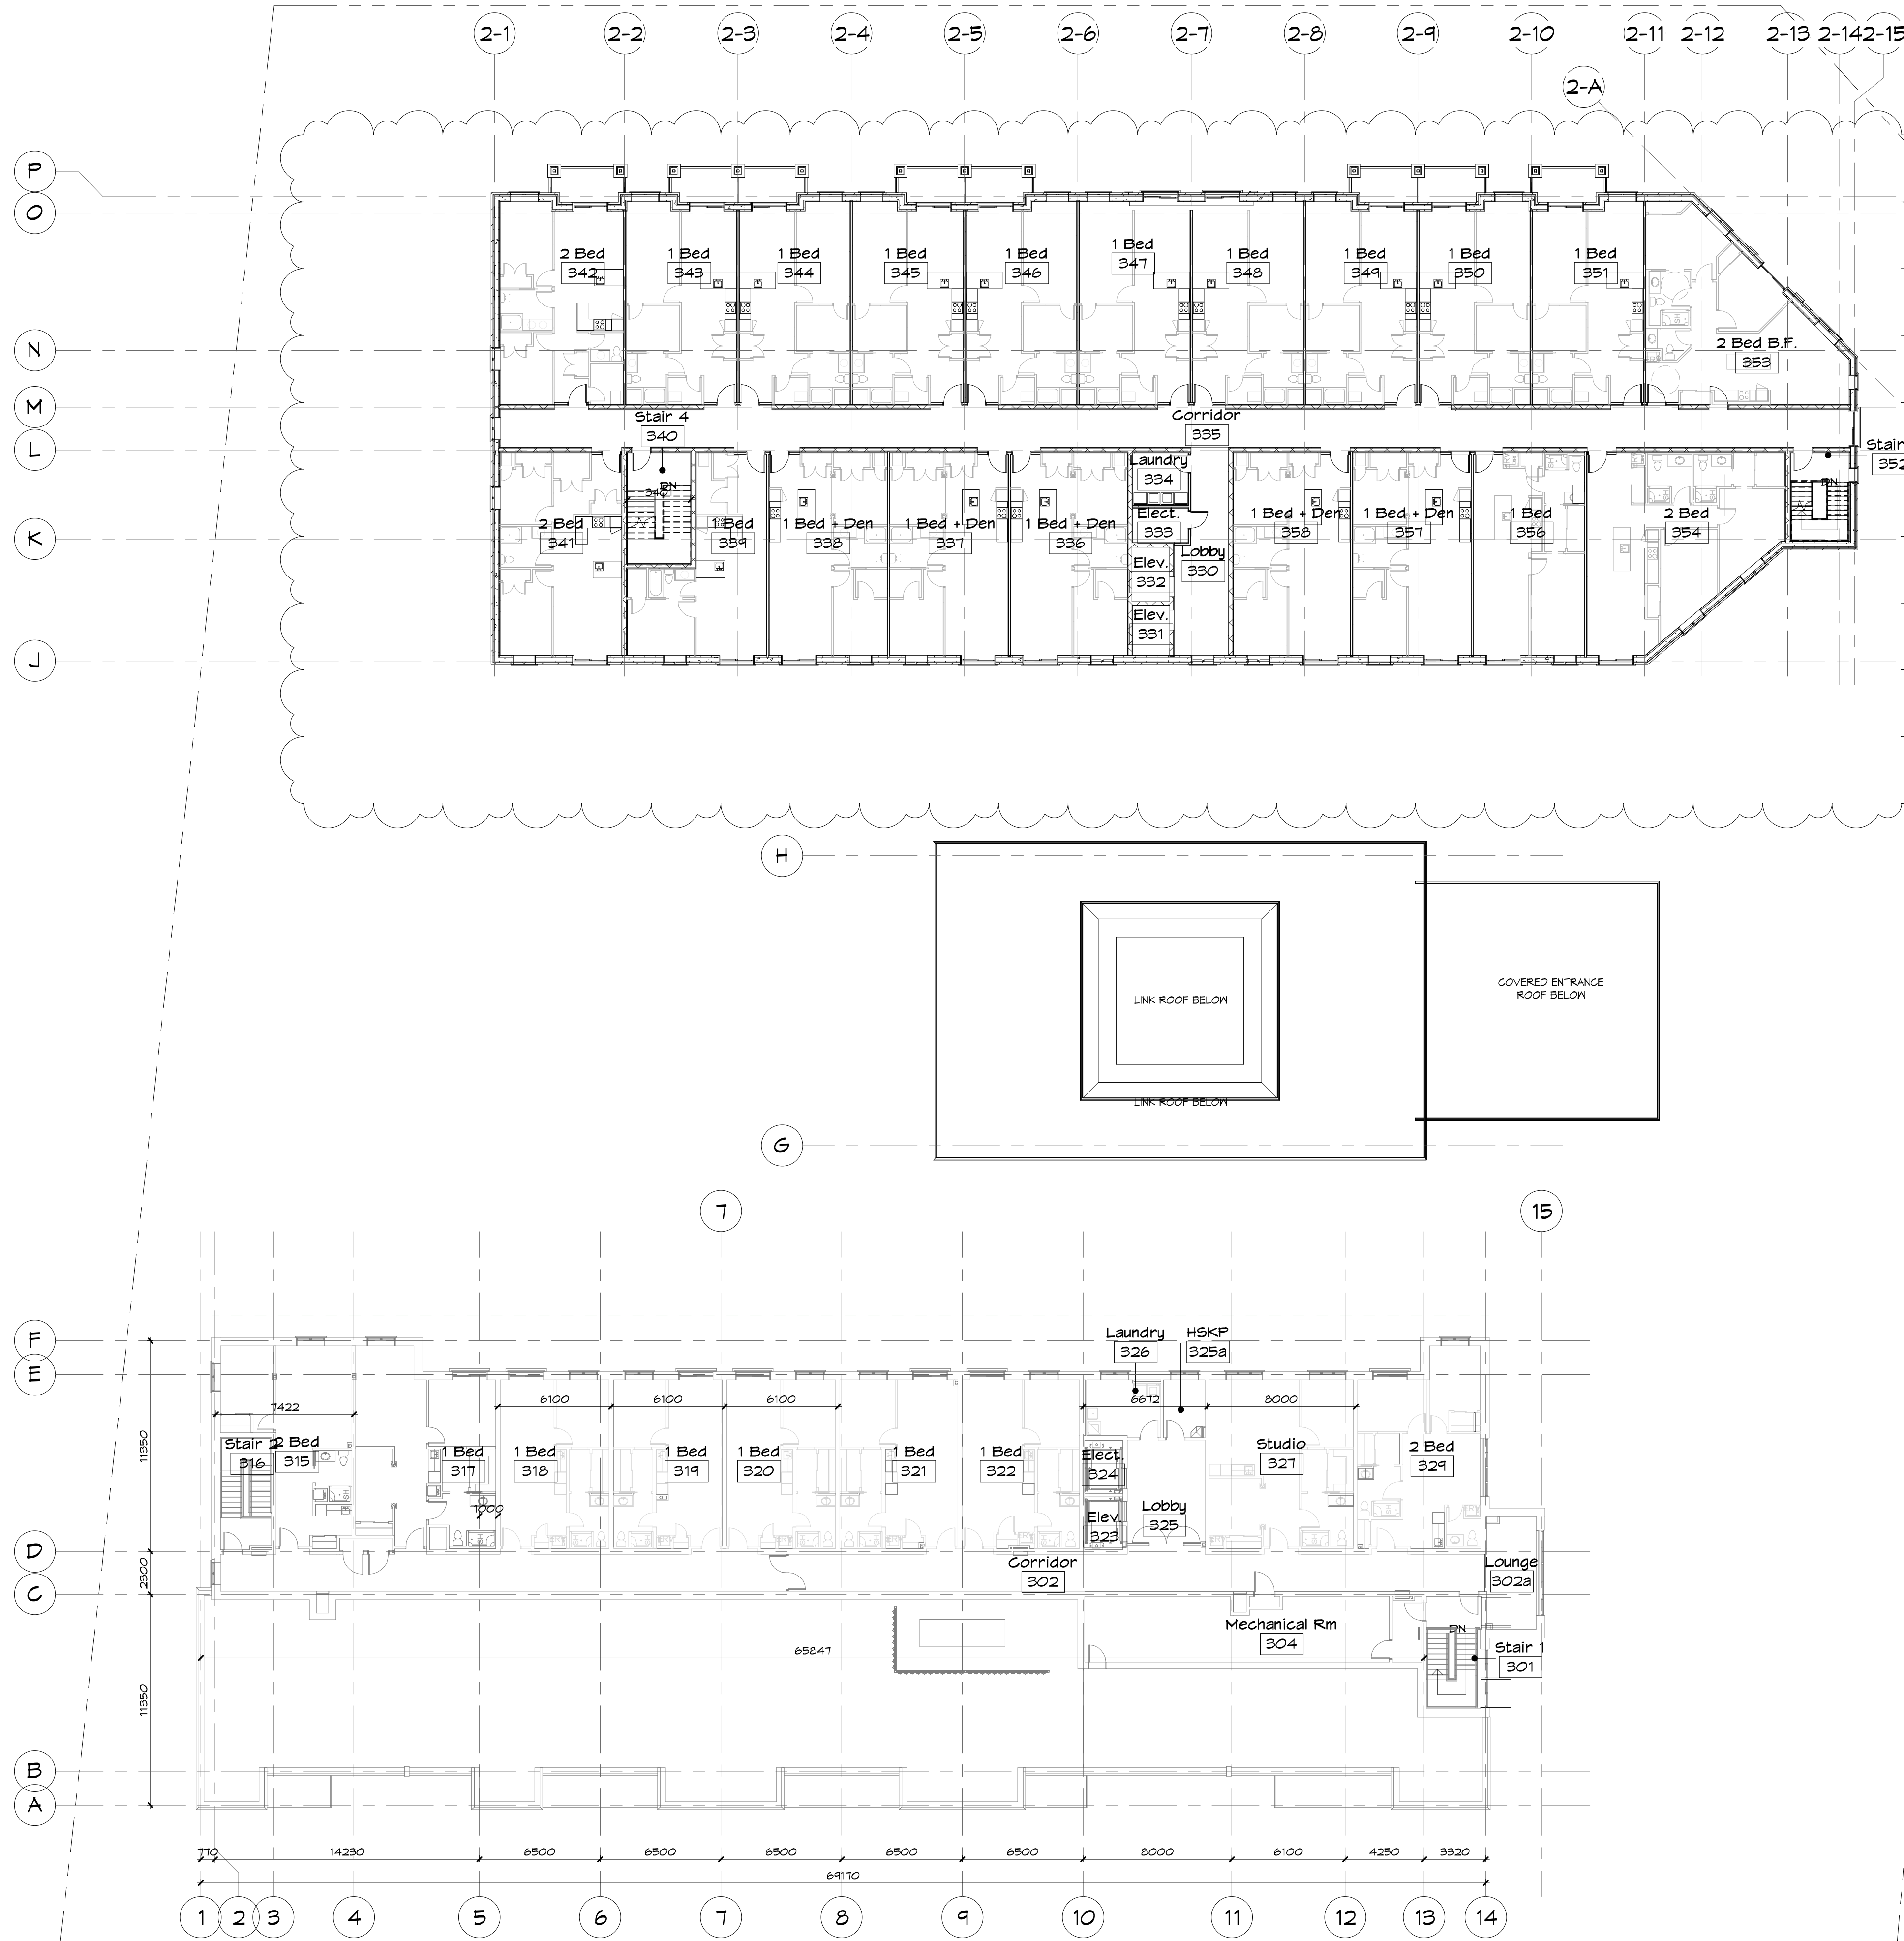 2-1 2-2 2-3 2-4 2-5 2-6 2-7 2-8 2-9 2-10 2-11 2-12 2-13 2-14 2-15
2-A
P
O
N
M
L
K
J
2 Bed
342
1 Bed
343
1 Bed
344
1 Bed
345
1 Bed
346
1 Bed
347
1 Bed
348
1 Bed
349
1 Bed
350
1 Bed
351
2 Bed B.F.
353
Stair 4
340
Corridor
335
Stair
352
DN
340
DN
Laundry
334
Elect.
333
Elev.
332
Elev.
331
Lobby
330
2 Bed
341
1 Bed
339
1 Bed + Den
338
1 Bed + Den
337
1 Bed + Den
336
1 Bed + Den
358
1 Bed + Den
357
1 Bed
356
2 Bed
354
H
G
LINK ROOF BELOW
LINK ROOF BELOW
COVERED ENTRANCE
ROOF BELOW
7
15
F
E
D
C
B
A
11350
2300
11350
Laundry
326
HSKP
325a
7422
6100
6100
6100
6672
8000
Stair 2
316
2 Bed
315
1 Bed
317
1 Bed
318
1 Bed
319
1 Bed
320
1 Bed
321
1 Bed
322
Elect.
324
Studio
327
2 Bed
329
1000
Elev.
323
Lobby
325
Corridor
302
Lounge
302a
Mechanical Rm
304
DN
Stair 1
301
65847
770 14230 6500 6500 6500 6500 6500 8000 6100 4250 3320
69170
1 2 3 4 5 6 7 8 9 10 11 12 13 14